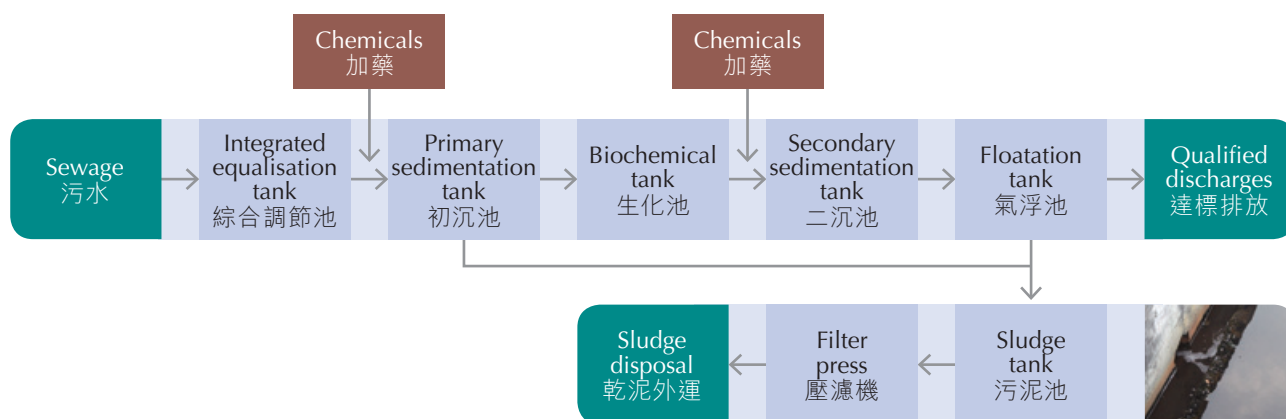 Chemicals
加藥
Chemicals
加藥
Sewage
污水
Integrated
equalisation
tank
綜合調節池
Primary
sedimentation
tank
初沉池
Biochemical
tank
生化池
Secondary
sedimentation
tank
二沉池
Floatation
tank
氣浮池
Qualified
discharges
達標排放
Sludge
disposal
乾泥外運
Filter
press
壓濾機
Sludge
tank
污泥池